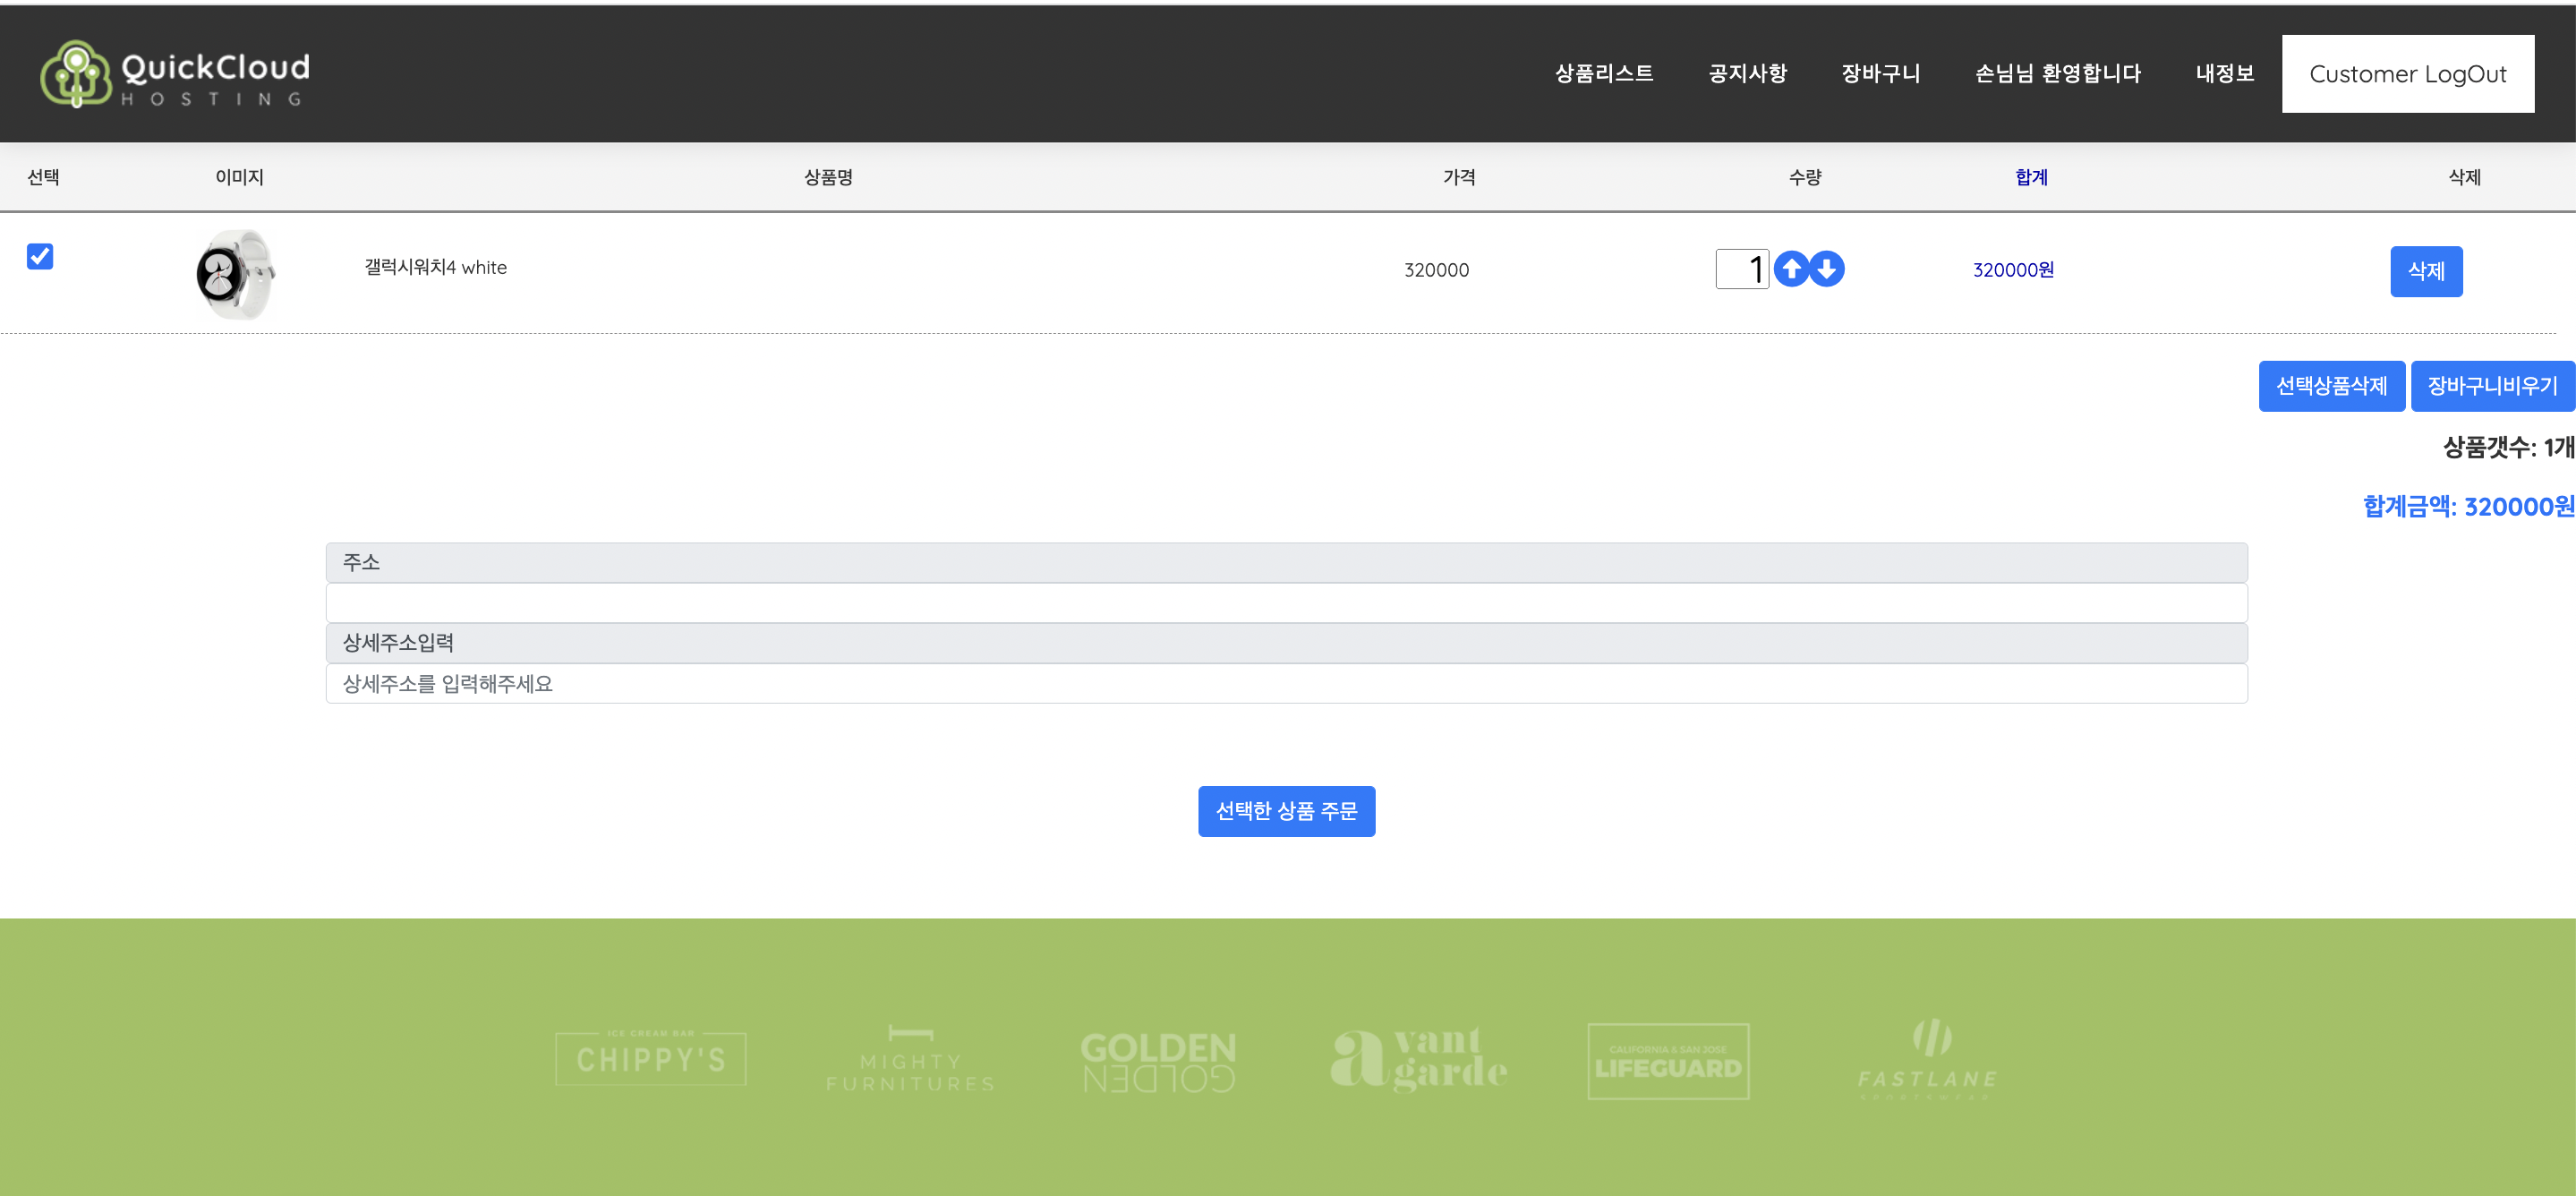 QuickCloud
HOSTING
상품리스트 공지사항 장바구니 손님님 환영합니다 내정보 Customer LogOut
선택 이미지 상품명 가격 수량 합계 삭제
갤럭시워치4 white 320000 1 320000원 삭제
선택상품삭제 장바구니비우기
상품갯수: 1개
합계금액: 320000원
주소
상세주소입력
상세주소를 입력해주세요
선택한 상품 주문
ICE CREAM BAR
CHIPPY'S
MIGHTY
FURNITURES
GOLDEN
GOLDEN
avant
garde
CALIFORNIA & SAN JOSE
LIFEGUARD
FASTLANE
SPORTSWEAR